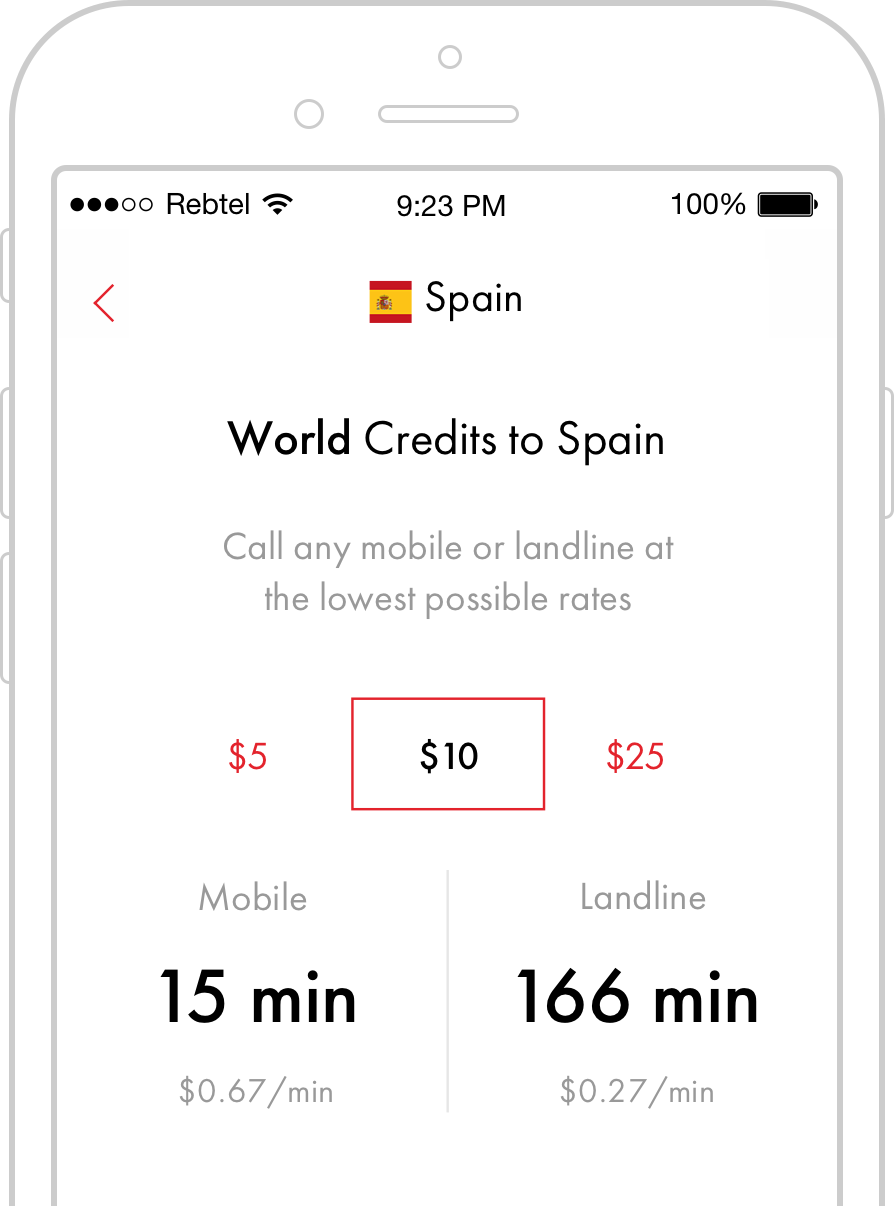 Rebtel 9:23 PM 100%
Spain
World Credits to Spain
Call any mobile or landline at
the lowest possible rates
$5 $10 $25
Mobile Landline
15 min 166 min
$0.67/min $0.27/min